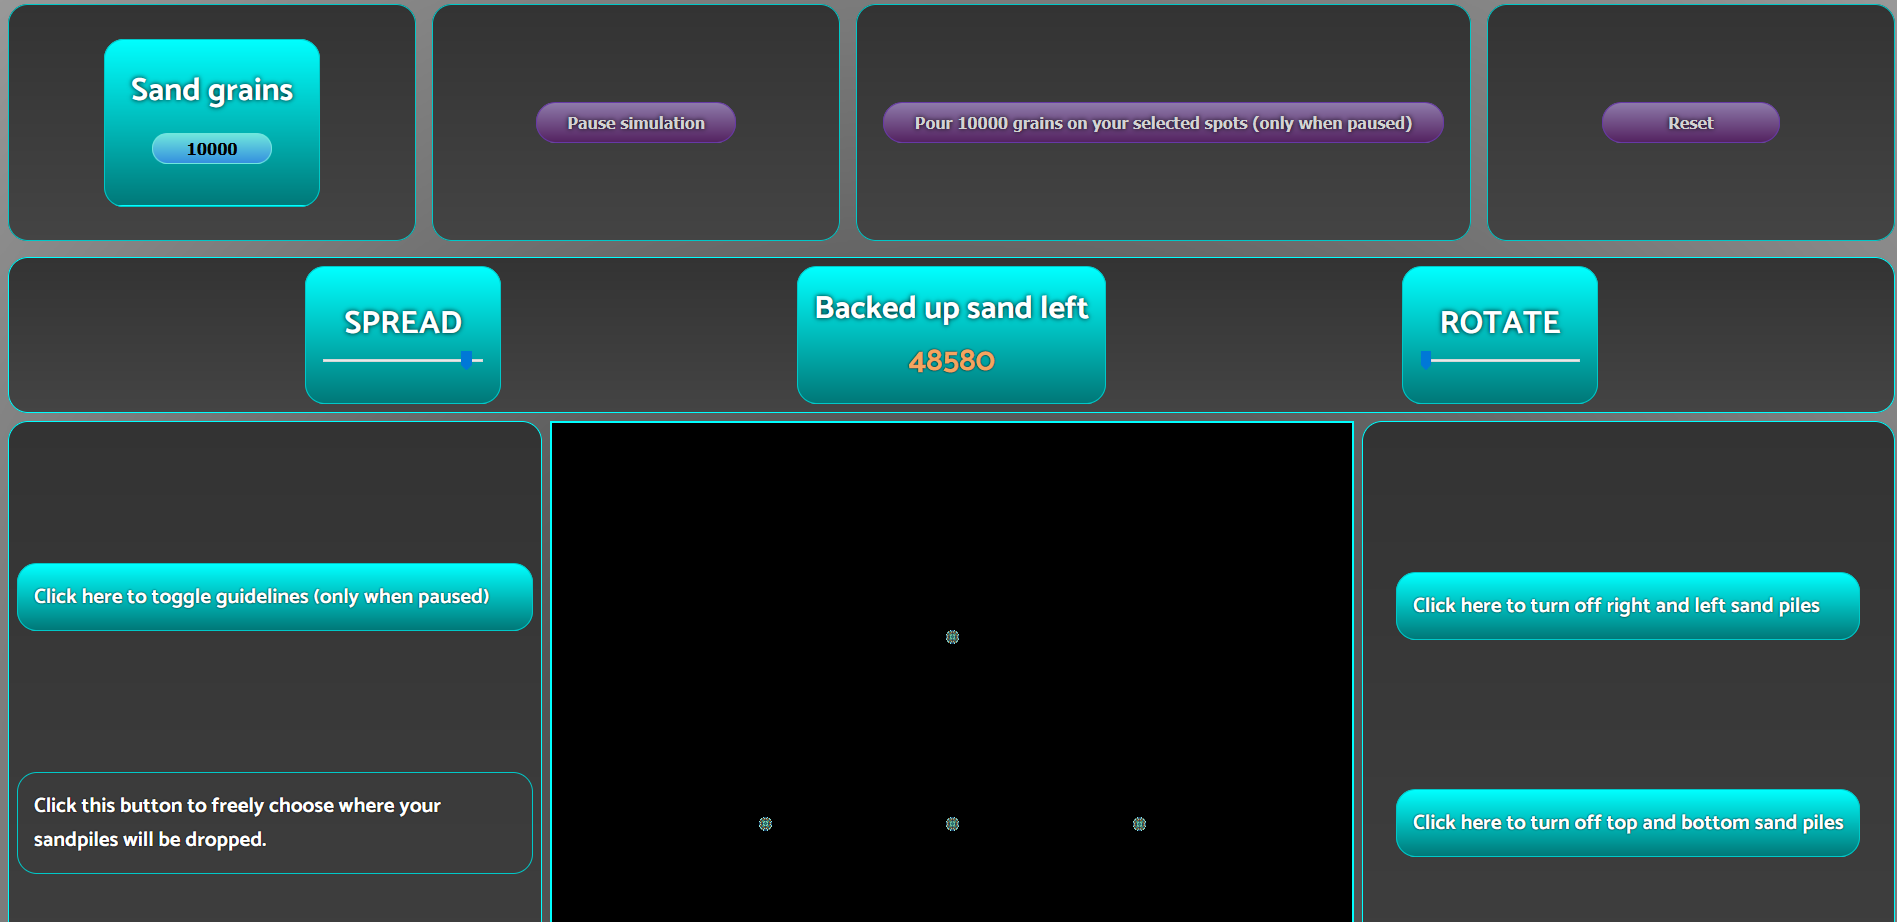 Sand grains
10000
Pause simulation
Pour 10000 grains on your selected spots (only when paused)
Reset
SPREAD
Backed up sand left
48580
ROTATE
Click here to toggle guidelines (only when paused)
Click here to turn off right and left sand piles
Click this button to freely choose where your
sandpiles will be dropped.
Click here to turn off top and bottom sand piles